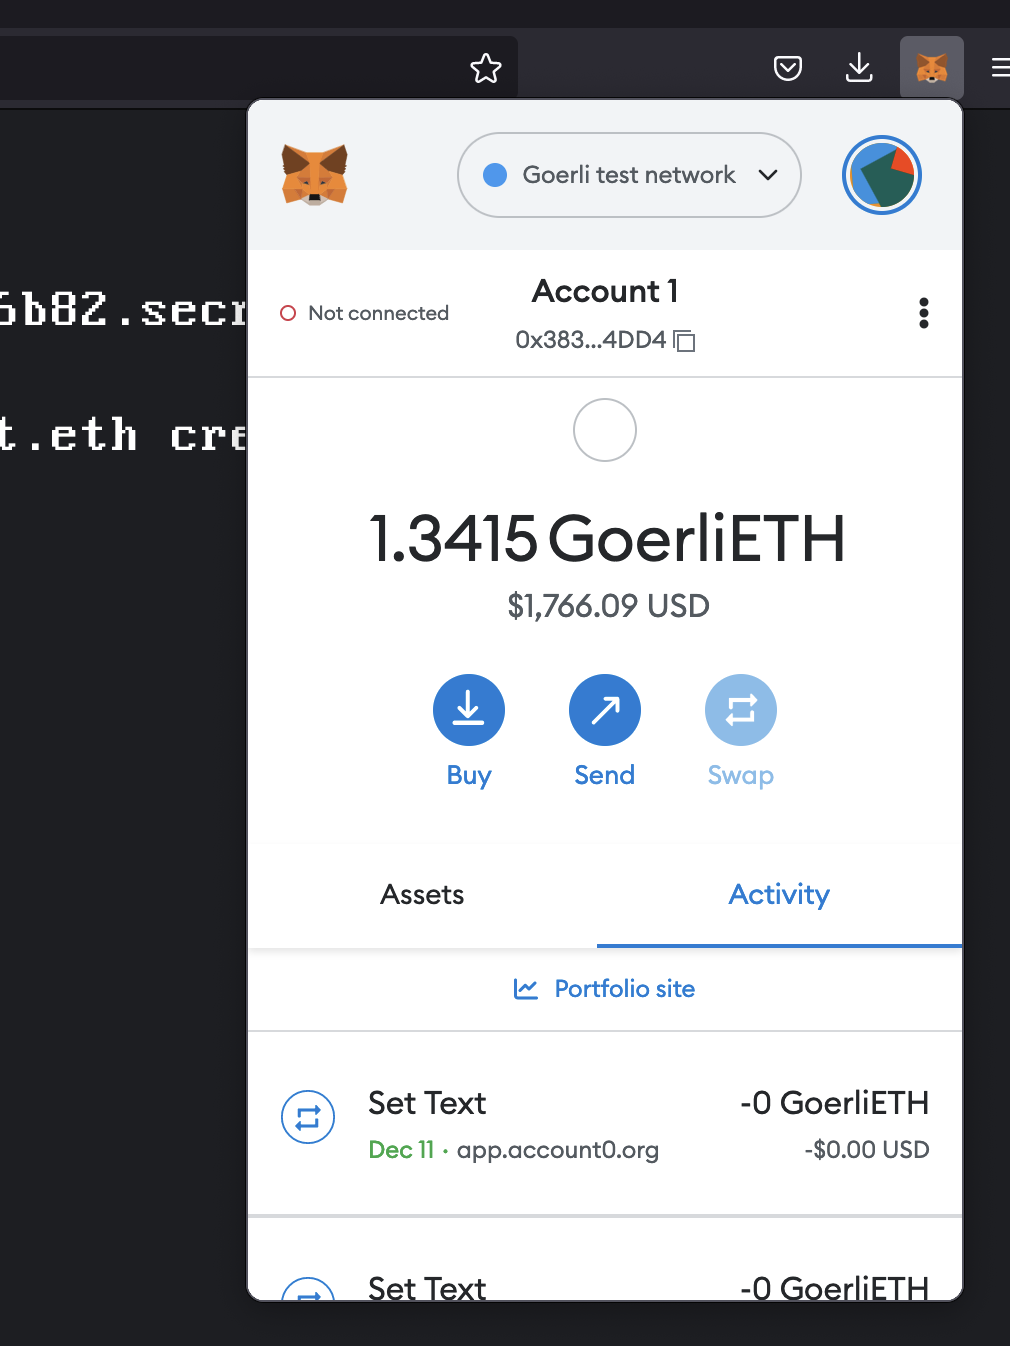 Goerli test network
6b82.secr
Not connected
Account 1
0x383...4DD4
t.eth cre
1.3415 GoerliETH
$1,766.09 USD
Buy
Send
Swap
Assets
Activity
Portfolio site
Set Text
-0 GoerliETH
Dec 11 · app.account0.org
-$0.00 USD
Set Text
-0 GoerliETH